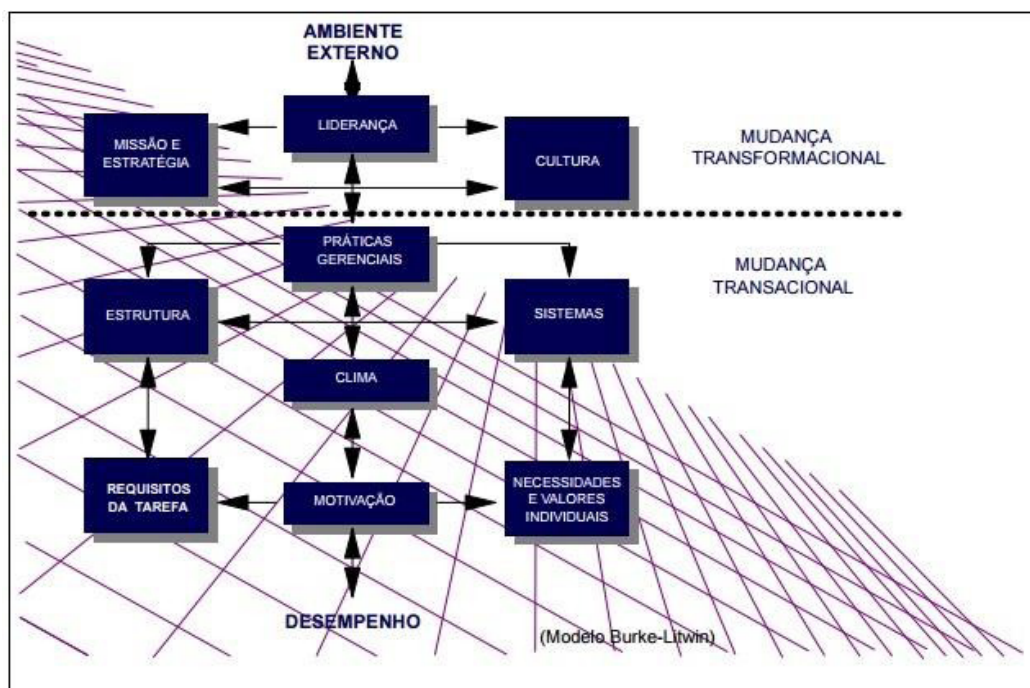 AMBIENTE
EXTERNO
LIDERANÇA
MISSÃO E
ESTRATÉGIA
CULTURA
MUDANÇA
TRANSFORMACIONAL
PRÁTICAS
GERENCIAIS
MUDANÇA
TRANSACIONAL
ESTRUTURA
SISTEMAS
CLIMA
REQUISITOS
DA TAREFA
MOTIVAÇÃO
NECESSIDADES
E VALORES
INDIVIDUAIS
DESEMPENHO
(Modelo Burke-Litwin)